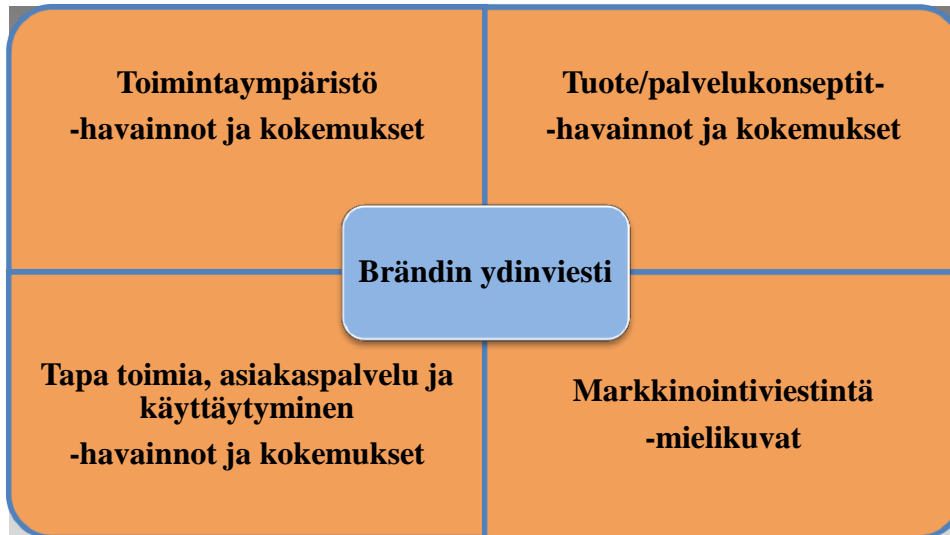 Toimintaympäristö
-havainnot ja kokemukset
Tuote/palvelukonseptit-
-havainnot ja kokemukset
Brändin ydinviesti
Tapa toimia, asiakaspalvelu ja
käyttäytyminen
-havainnot ja kokemukset
Markkinointiviestintä
-mielikuvat